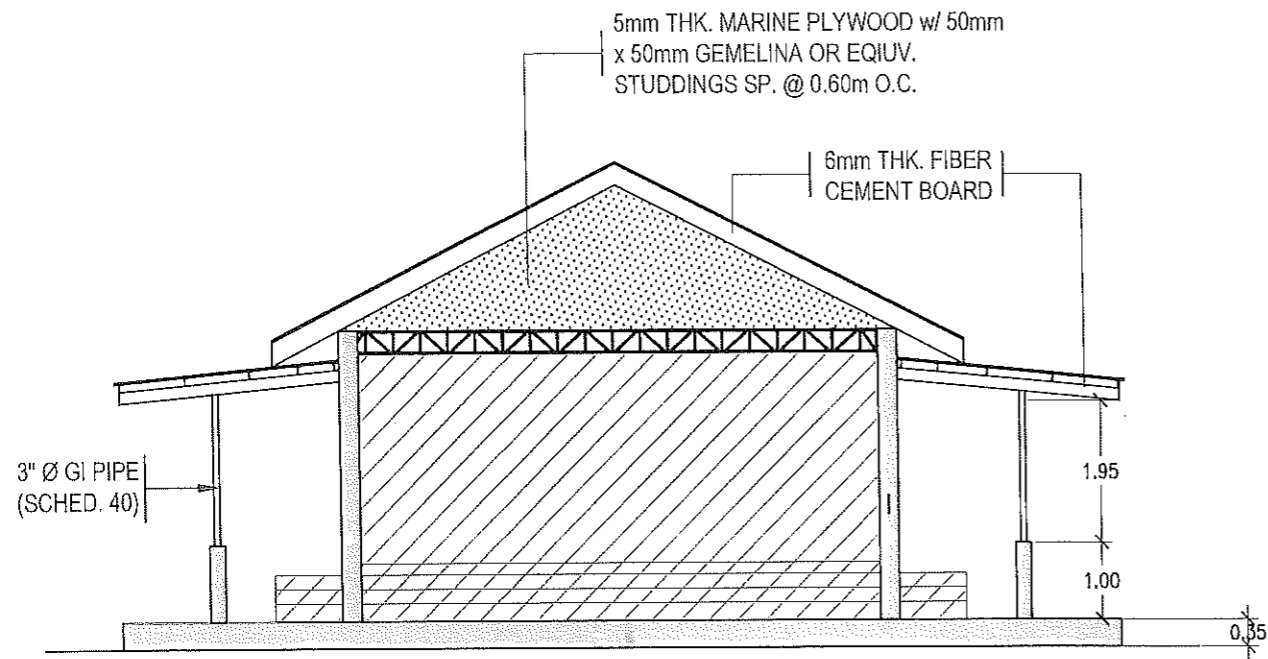 5mm THK. MARINE PLYWOOD w/ 50mm
x 50mm GEMELINA OR EQIUV.
STUDDINGS SP. @ 0.60m O.C.
6mm THK. FIBER
CEMENT BOARD
3" Ø GI PIPE
(SCHED. 40)
1.95
1.00
0.35